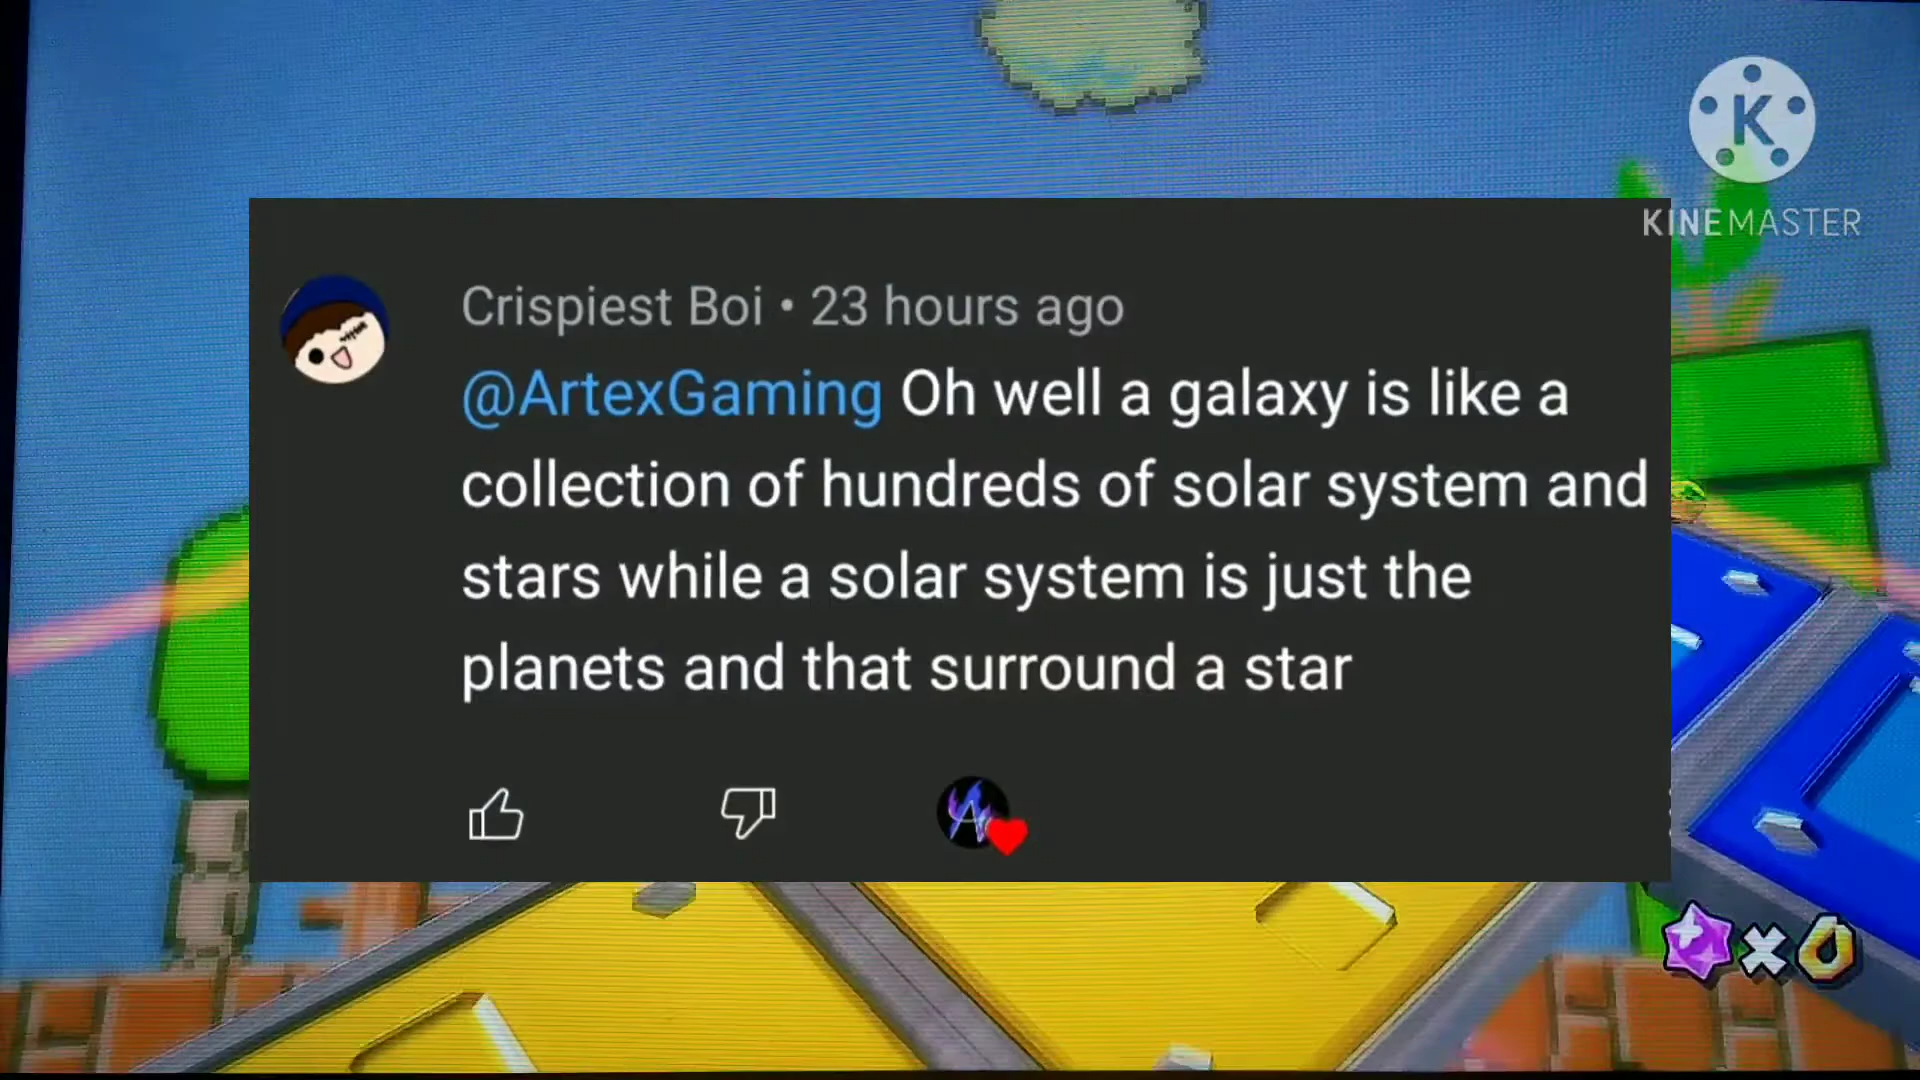 K
KINEMASTER
Crispiest Boi • 23 hours ago
@ArtexGaming Oh well a galaxy is like a
collection of hundreds of solar system and
stars while a solar system is just the
planets and that surround a star
A
×0